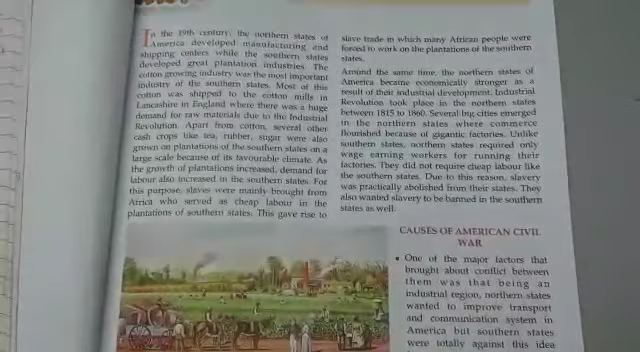 In the 19th century, the northern states of
America developed manufacturing and
shipping centers while the southern states
developed great plantation industries. The
cotton growing industry was the most important
industry of the southern states. Most of this
cotton was shipped to the cotton mills in
Lancashire in England where there was a huge
demand for raw materials due to the Industrial
Revolution. Apart from cotton, several other
cash crops like tea, rubber, sugar were also
grown on plantations of the southern states on a
large scale because of its favourable climate. As
the growth of plantations increased, demand for
labour also increased in the southern states. For
this purpose, slaves were mainly brought from
Africa who served as cheap labour in the
plantations of southern states. This gave rise to
slave trade in which many African people were
forced to work on the plantations of the southern
states.
Around the same time, the northern states of
America became economically stronger as a
result of their industrial development. Industrial
Revolution took place in the northern states
between 1815 to 1860. Several big cities emerged
in the northern states where commerce
flourished because of gigantic factories. Unlike
southern states, northern states required only
wage earning workers for running their
factories. They did not require cheap labour like
the southern states. Due to this reason, slavery
was practically abolished from their states. They
also wanted slavery to be banned in the southern
states as well.
CAUSES OF AMERICAN CIVIL
WAR
• One of the major factors that
brought about conflict between
them was that being an
industrial region, northern states
wanted to improve transport
and communication system in
America but southern states
were totally against this idea